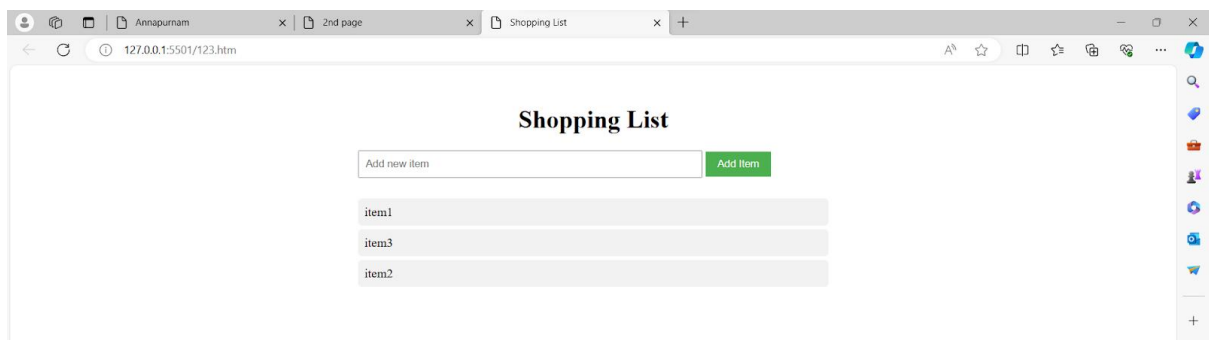 Annapurnam
2nd page
Shopping List
127.0.0.1:5501/123.htm
Shopping List
Add new item
Add Item
item1
item3
item2